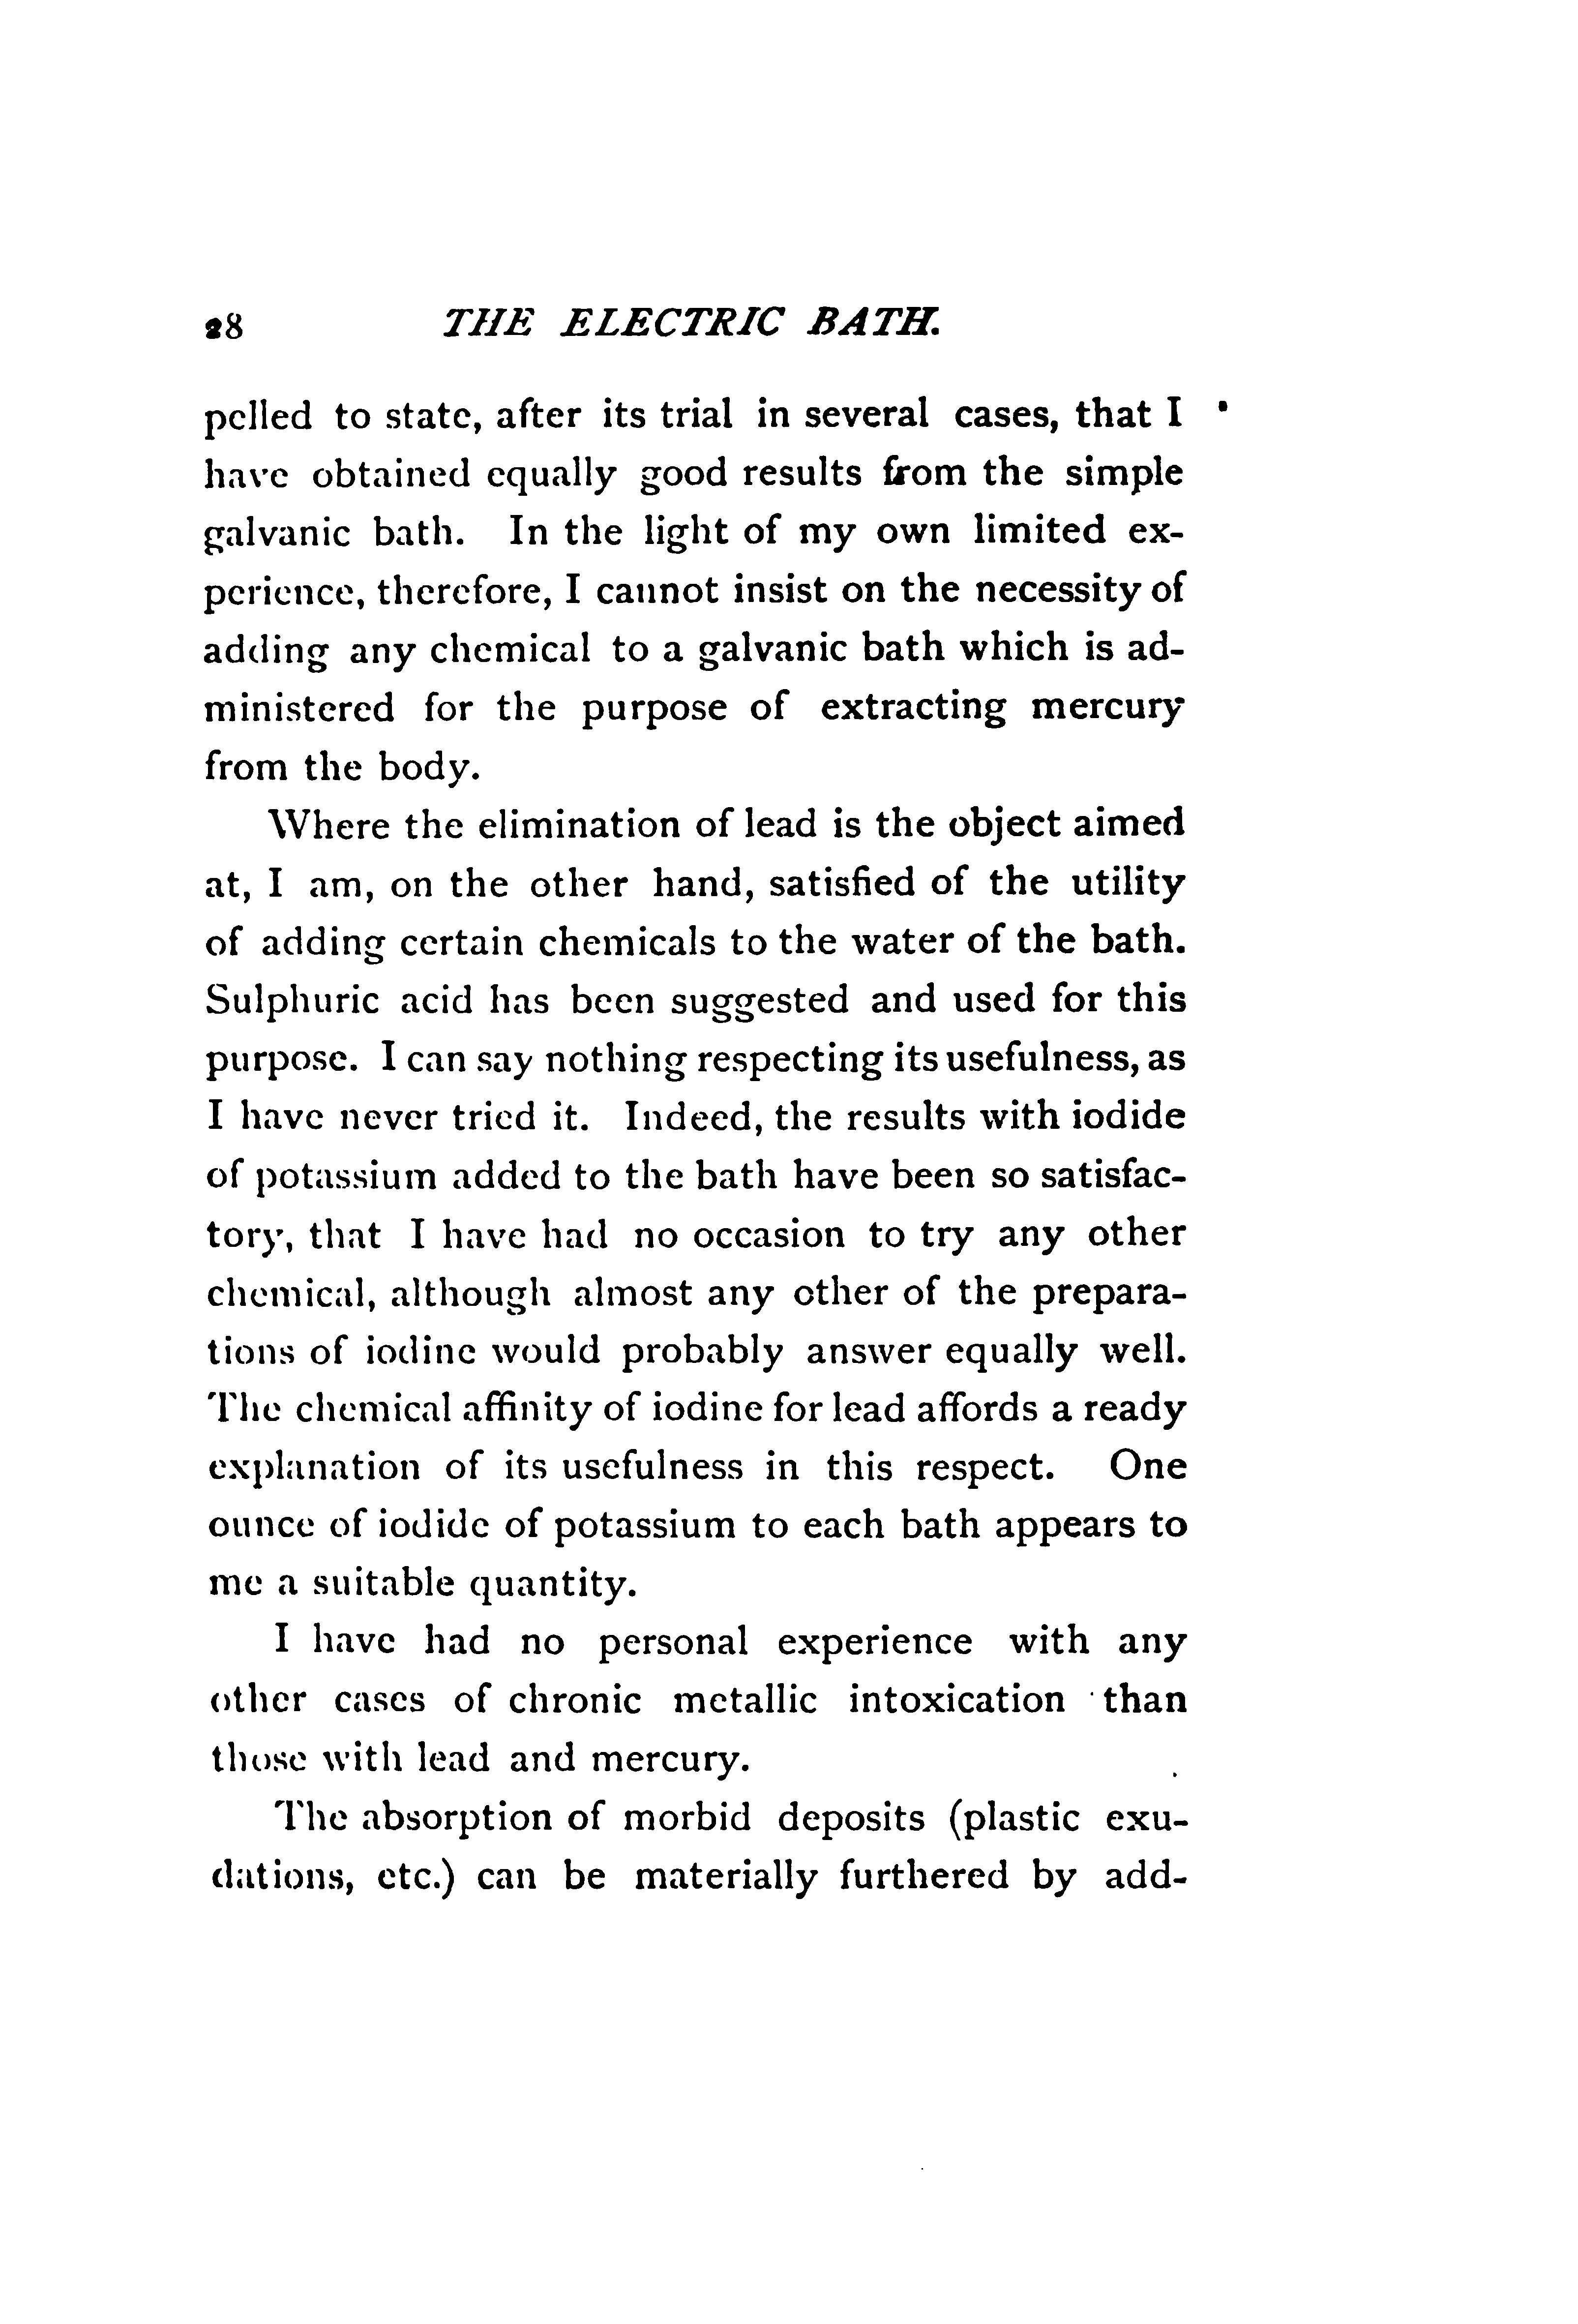 28 THE ELECTRIC BATH.
pelled to state, after its trial in several cases, that I
have obtained equally good results from the simple
galvanic bath. In the light of my own limited ex-
perience, therefore, I cannot insist on the necessity of
adding any chemical to a galvanic bath which is ad-
ministered for the purpose of extracting mercury
from the body.
Where the elimination of lead is the object aimed
at, I am, on the other hand, satisfied of the utility
of adding certain chemicals to the water of the bath.
Sulphuric acid has been suggested and used for this
purpose. I can say nothing respecting its usefulness, as
I have never tried it. Indeed, the results with iodide
of potassium added to the bath have been so satisfac-
tory, that I have had no occasion to try any other
chemical, although almost any other of the prepara-
tions of iodine would probably answer equally well.
The chemical affinity of iodine for lead affords a ready
explanation of its usefulness in this respect. One
ounce of iodide of potassium to each bath appears to
me a suitable quantity.
I have had no personal experience with any
other cases of chronic metallic intoxication than
those with lead and mercury.
The absorption of morbid deposits (plastic exu-
dations, etc.) can be materially furthered by add-